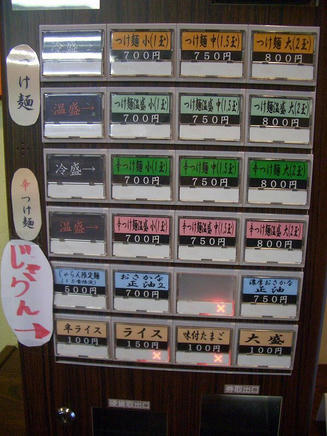 つけ麺
冷盛→
つけ麺 小(1玉)
700円
つけ麺 中(1.5玉)
750円
つけ麺 大(2玉)
800円
温盛→
つけ麺温盛 小(1玉)
700円
つけ麺温盛 中(1.5玉)
750円
つけ麺温盛 大(2玉)
800円
辛つけ麺
冷盛→
辛つけ麺 小(1玉)
700円
辛つけ麺 中(1.5玉)
750円
辛つけ麺 大(2玉)
800円
温盛→
辛つけ麺温盛 小(1玉)
700円
辛つけ麺温盛 中(1.5玉)
750円
辛つけ麺温盛 大(2玉)
800円
じゃらん→
じゃらん限定麺
500円
おさかな
正油2
700円
濃厚おさかな
正油
750円
半ライス
100円
ライス
150円
味付たまご
100円
大盛
100円